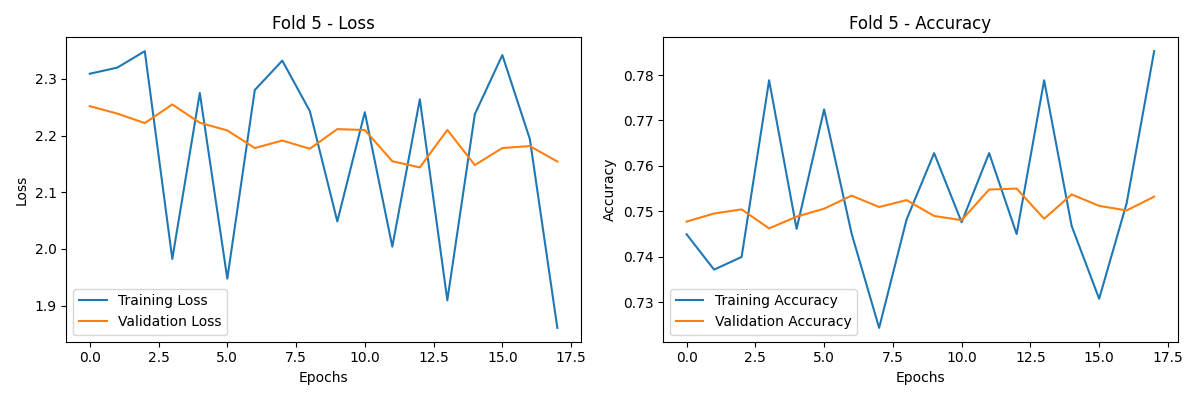 Fold 5 - Loss
Loss
2.3
2.2
2.1
2.0
1.9
Training Loss
Validation Loss
0.0 2.5 5.0 7.5 10.0 12.5 15.0 17.5
Epochs
Fold 5 - Accuracy
Accuracy
0.78
0.77
0.76
0.75
0.74
0.73
Training Accuracy
Validation Accuracy
0.0 2.5 5.0 7.5 10.0 12.5 15.0 17.5
Epochs